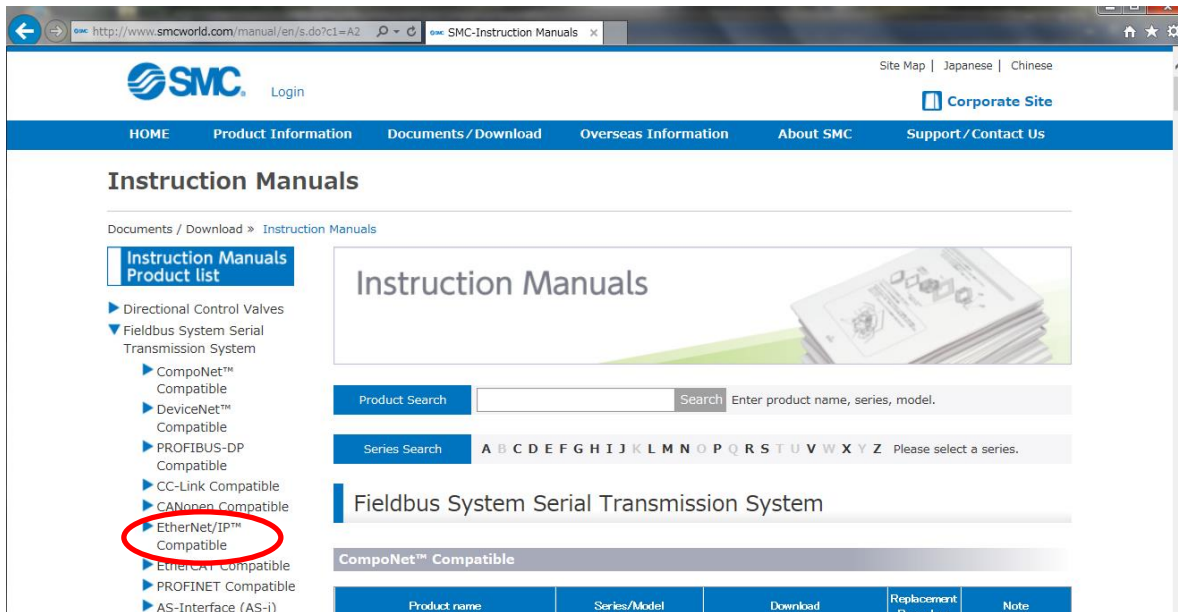 http://www.smcworld.com/manual/en/s.do?c1=A2
SMC-Instruction Manuals
Site Map | Japanese | Chinese
SMC. Login
Corporate Site
HOME Product Information Documents/Download Overseas Information About SMC Support/Contact Us
Instruction Manuals
Documents / Download » Instruction Manuals
Instruction Manuals
Product list
Directional Control Valves
Fieldbus System Serial
Transmission System
CompoNet™
Compatible
DeviceNet™
Compatible
PROFIBUS-DP
Compatible
CC-Link Compatible
CANopen Compatible
EtherNet/IP™
Compatible
EtherCAT Compatible
PROFINET Compatible
AS-Interface (AS-i)
Instruction Manuals
Product Search Search Enter product name, series, model.
Series Search A B C D E F G H I J K L M N O P Q R S T U V W X Y Z Please select a series.
Fieldbus System Serial Transmission System
CompoNet™ Compatible
Product name Series/Model Download Replacement Note